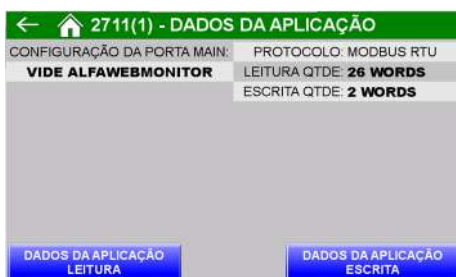 2711(1) - DADOS DA APLICAÇÃO
CONFIGURAÇÃO DA PORTA MAIN:
VIDE ALFAWEBMONITOR
PROTOCOLO: MODBUS RTU
LEITURA QTDE: 26 WORDS
ESCRITA QTDE: 2 WORDS
DADOS DA APLICAÇÃO
LEITURA
DADOS DA APLICAÇÃO
ESCRITA